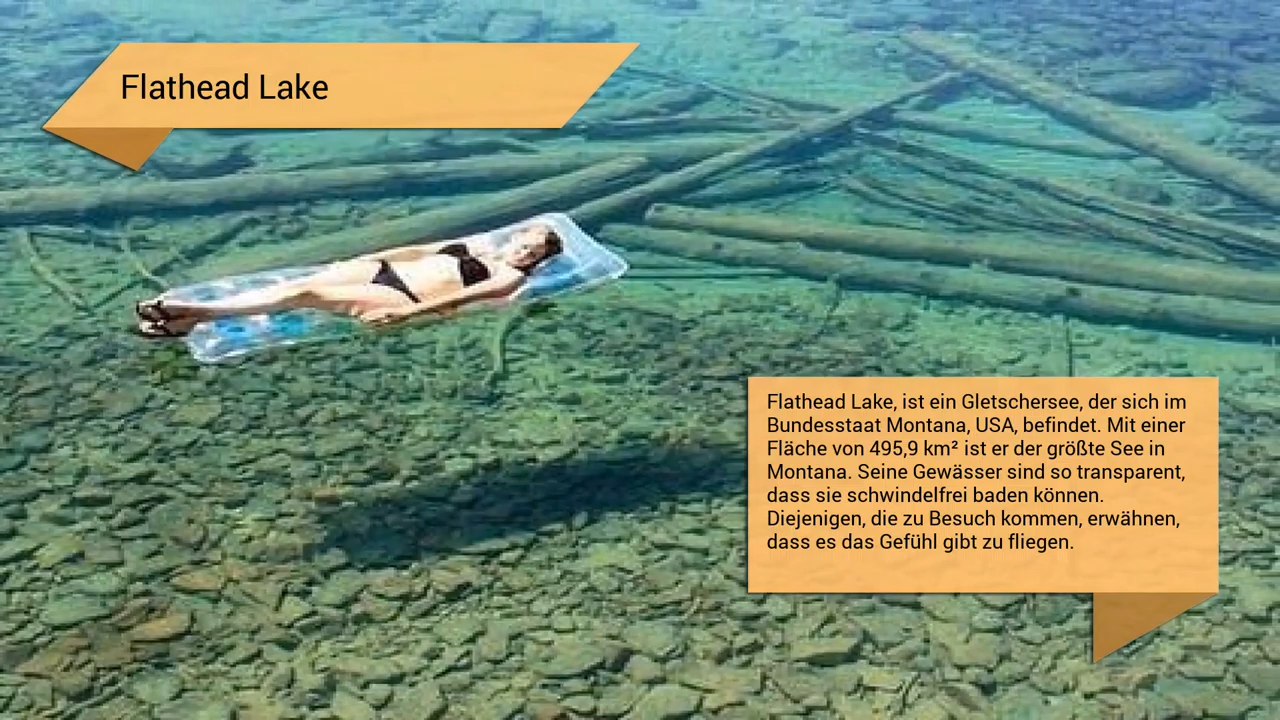 Flathead Lake
Flathead Lake, ist ein Gletschersee, der sich im
Bundesstaat Montana, USA, befindet. Mit einer
Fläche von 495,9 km² ist er der größte See in
Montana. Seine Gewässer sind so transparent,
dass sie schwindelfrei baden können.
Diejenigen, die zu Besuch kommen, erwähnen,
dass es das Gefühl gibt zu fliegen.